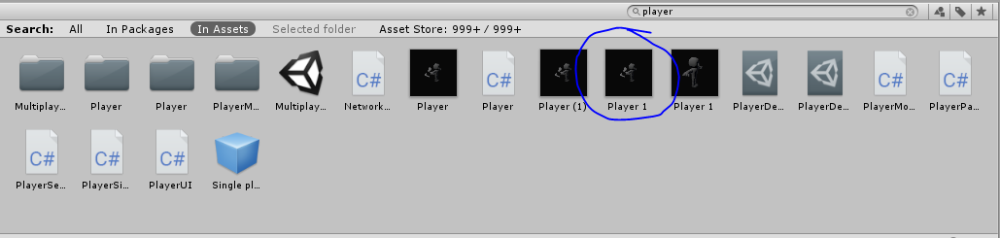 player
Search: All In Packages In Assets Selected folder Asset Store: 999+ / 999+
C# C# C# C#
Multiplay... Player Player PlayerM... Multiplay... Network... Player Player Player (1) Player 1 Player 1 PlayerDe... PlayerDe... PlayerMo... PlayerPa...
C# C# C#
PlayerSe... PlayerSi... PlayerUI Single pl...